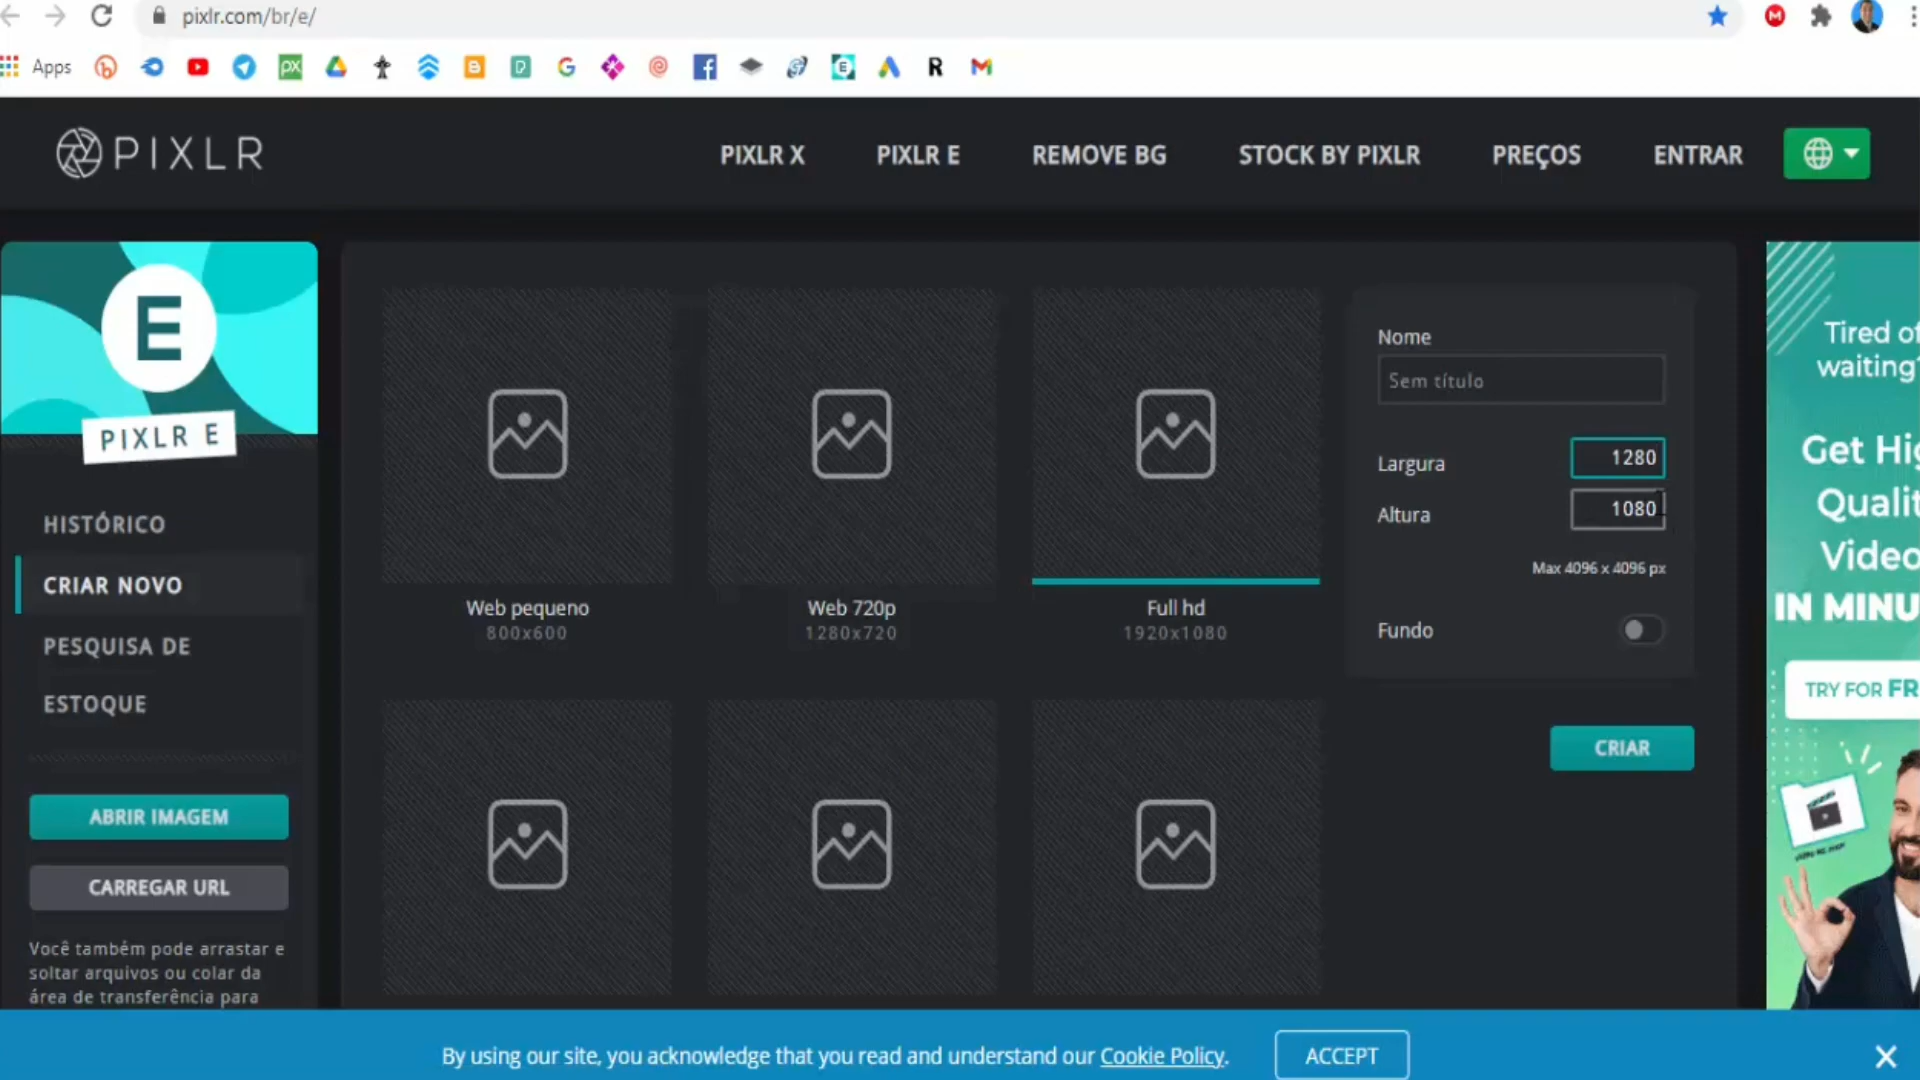 pixlr.com/br/e/
Apps
PIXLR
PIXLR X
PIXLR E
REMOVE BG
STOCK BY PIXLR
PREÇOS
ENTRAR
E
PIXLR E
HISTÓRICO
CRIAR NOVO
PESQUISA DE
ESTOQUE
ABRIR IMAGEM
CARREGAR URL
Você também pode arrastar e
soltar arquivos ou colar da
área de transferência para
Web pequeno
800x600
Web 720p
1280x720
Full hd
1920x1080
Nome
Sem título
Largura
1280
Altura
1080
Max 4096 x 4096 px
Fundo
CRIAR
Tired of
waiting?
Get Hig
Qualit
Video
IN MINU
TRY FOR FR
By using our site, you acknowledge that you read and understand our Cookie Policy.
ACCEPT